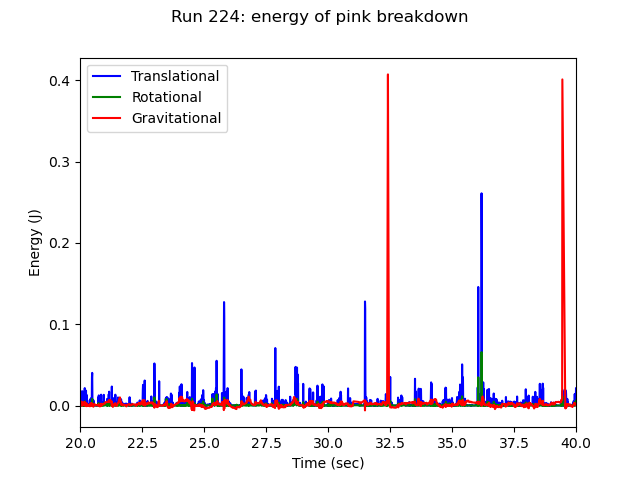 Run 224: energy of pink breakdown
Translational
Rotational
Gravitational
Energy (J)
0.4
0.3
0.2
0.1
0.0
20.0 22.5 25.0 27.5 30.0 32.5 35.0 37.5 40.0
Time (sec)